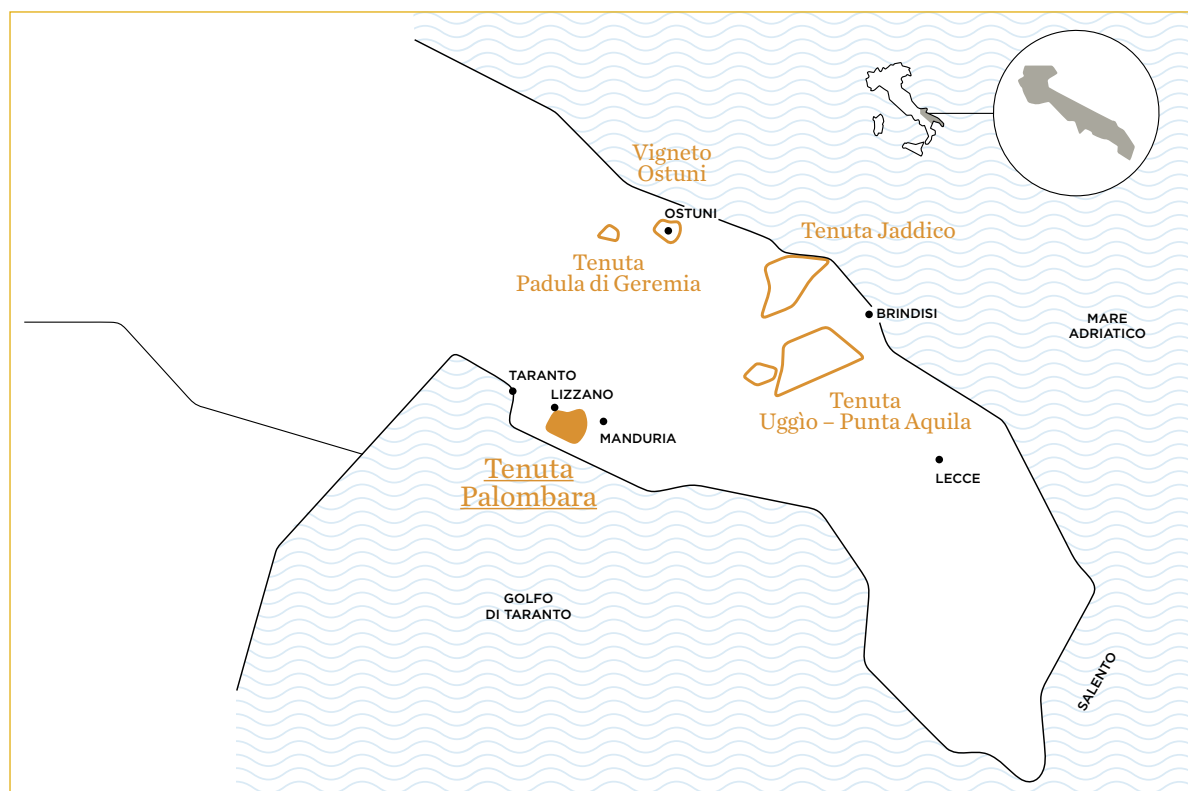 Vigneto
Ostuni
OSTUNI
Tenuta Jaddico
Tenuta
Padula di Geremia
BRINDISI
MARE
ADRIATICO
TARANTO
LIZZANO
MANDURIA
Tenuta
Uggìo – Punta Aquila
Tenuta
Palombara
LECCE
GOLFO
DI TARANTO
SALENTO